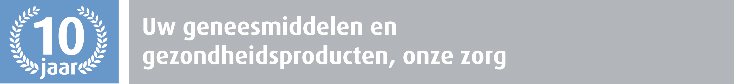 10
jaar
Uw geneesmiddelen en
gezondheidsproducten, onze zorg